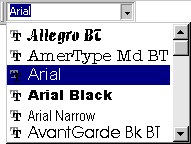 Arial
Allegro BT
AmerType Md BT
Arial
Arial Black
Arial Narrow
AvantGarde Bk BT